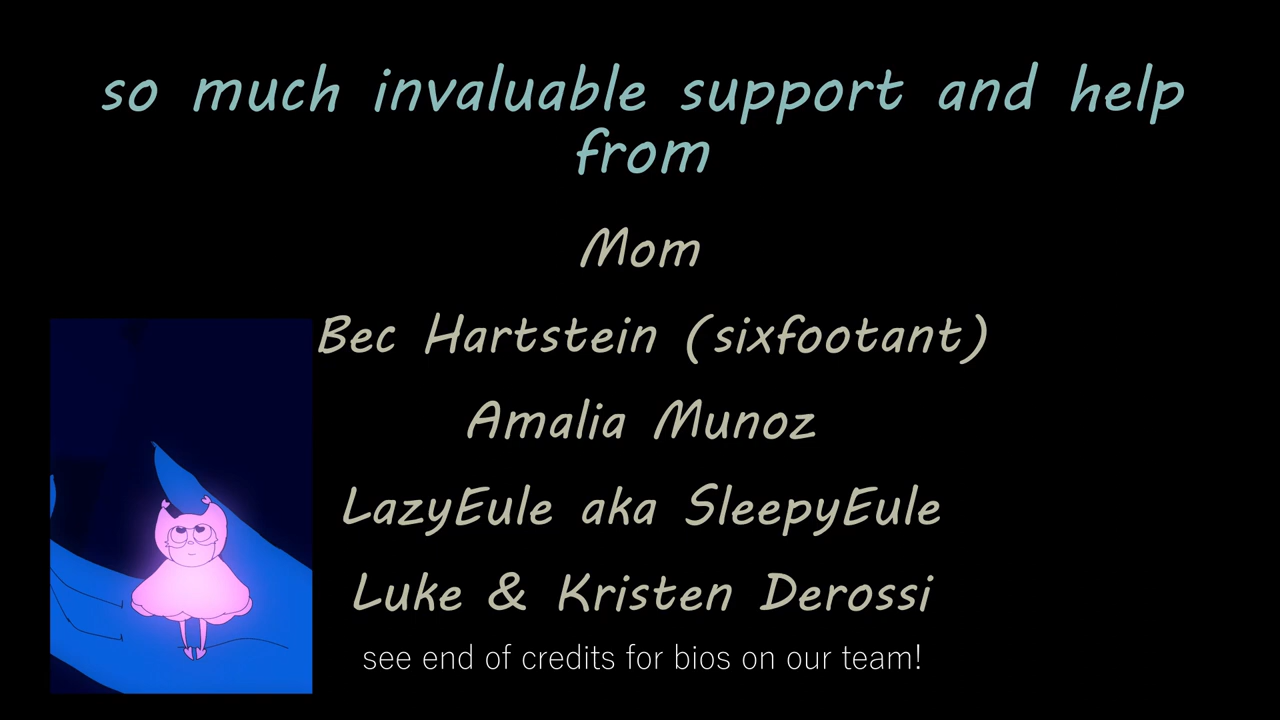 so much invaluable support and help
from
Mom
Bec Hartstein (sixfootant)
Amalia Munoz
LazyEule aka SleepyEule
Luke & Kristen Derossi
see end of credits for bios on our team!